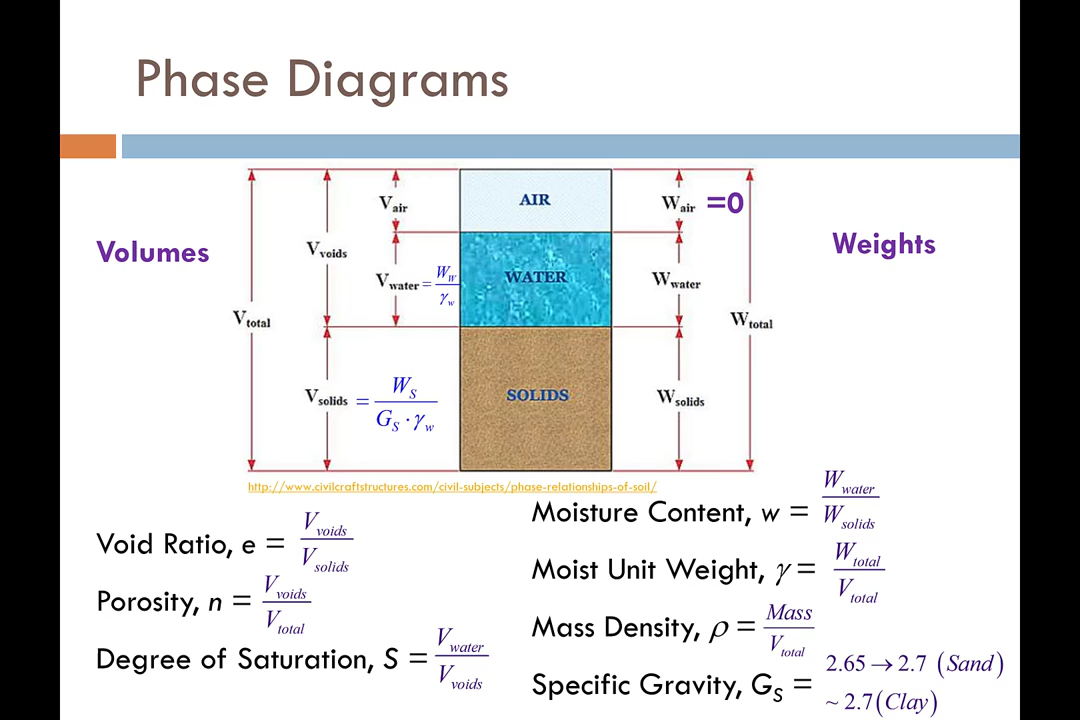 Phase Diagrams
Volumes
Weights
V_total
V_voids
V_air
V_water = W_w / γ_w
V_solids = W_S / (G_S · γ_w)
AIR
WATER
SOLIDS
W_air =0
W_water
W_solids
W_total
http://www.civilcraftstructures.com/civil-subjects/phase-relationships-of-soil/
Void Ratio, e = V_voids / V_solids
Porosity, n = V_voids / V_total
Degree of Saturation, S = V_water / V_voids
Moisture Content, w = W_water / W_solids
Moist Unit Weight, γ = W_total / V_total
Mass Density, ρ = Mass / V_total
Specific Gravity, G_S = 2.65 → 2.7 (Sand)
~ 2.7 (Clay)